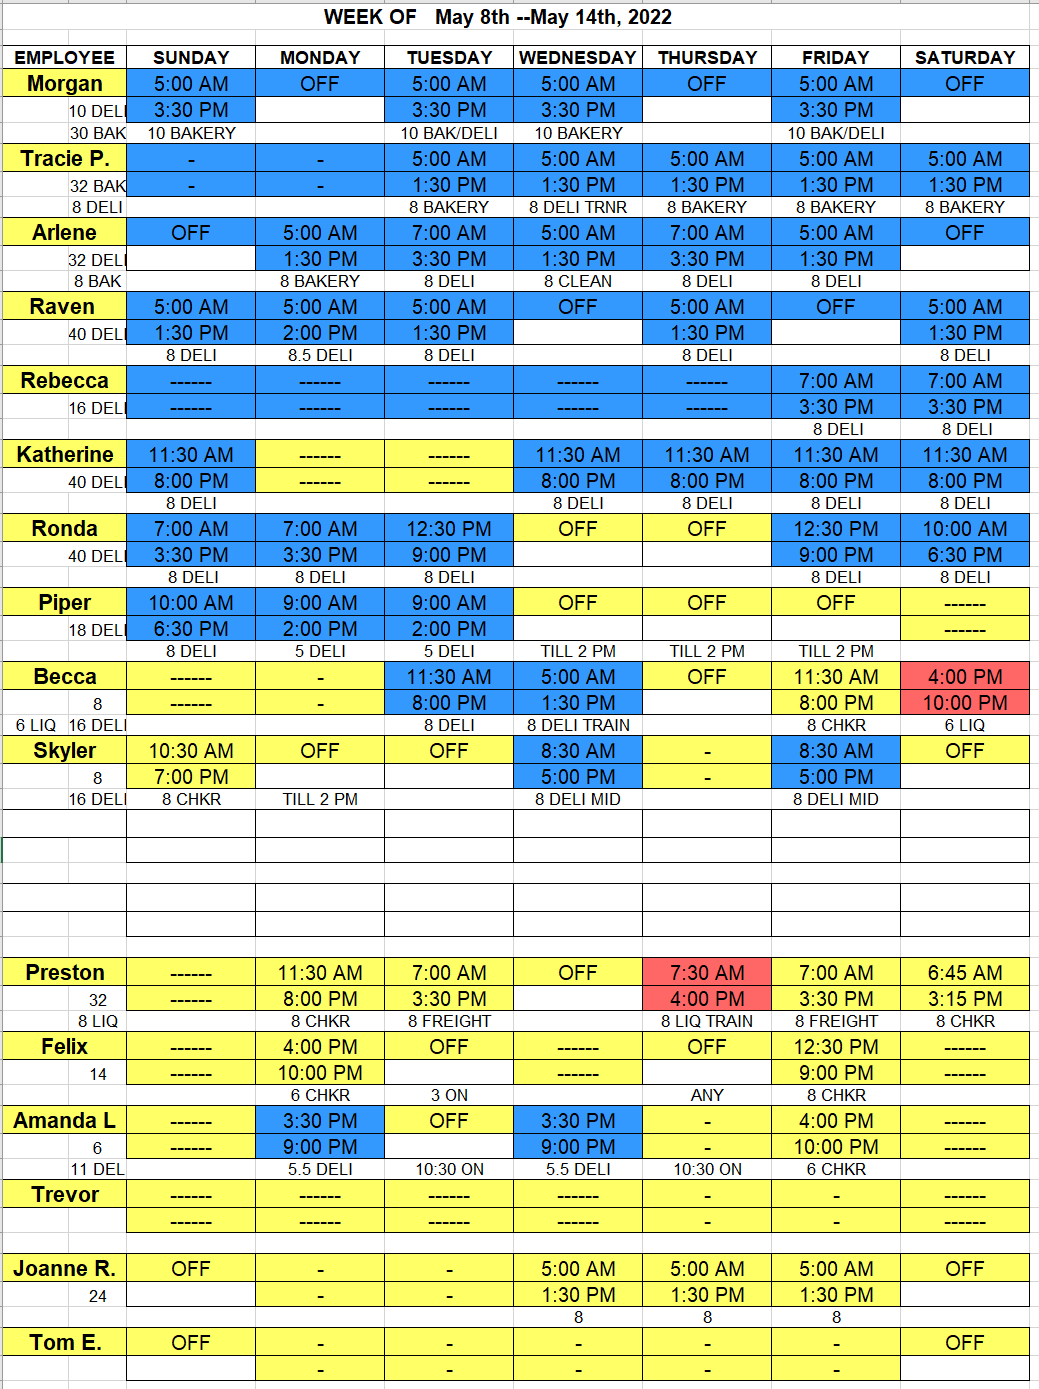 WEEK OF May 8th --May 14th, 2022
EMPLOYEE SUNDAY MONDAY TUESDAY WEDNESDAY THURSDAY FRIDAY SATURDAY
Morgan 5:00 AM OFF 5:00 AM 5:00 AM OFF 5:00 AM OFF
10 DELI 3:30 PM 3:30 PM 3:30 PM 3:30 PM
30 BAK 10 BAKERY 10 BAK/DELI 10 BAKERY 10 BAK/DELI
Tracie P. - - 5:00 AM 5:00 AM 5:00 AM 5:00 AM 5:00 AM
32 BAK - - 1:30 PM 1:30 PM 1:30 PM 1:30 PM 1:30 PM
8 DELI 8 BAKERY 8 DELI TRNR 8 BAKERY 8 BAKERY 8 BAKERY
Arlene OFF 5:00 AM 7:00 AM 5:00 AM 7:00 AM 5:00 AM OFF
32 DELI 1:30 PM 3:30 PM 1:30 PM 3:30 PM 1:30 PM
8 BAK 8 BAKERY 8 DELI 8 CLEAN 8 DELI 8 DELI
Raven 5:00 AM 5:00 AM 5:00 AM OFF 5:00 AM OFF 5:00 AM
40 DELI 1:30 PM 2:00 PM 1:30 PM 1:30 PM 1:30 PM
8 DELI 8.5 DELI 8 DELI 8 DELI 8 DELI
Rebecca ------ ------ ------ ------ ------ 7:00 AM 7:00 AM
16 DELI ------ ------ ------ ------ ------ 3:30 PM 3:30 PM
8 DELI 8 DELI
Katherine 11:30 AM ------ ------ 11:30 AM 11:30 AM 11:30 AM 11:30 AM
40 DELI 8:00 PM ------ ------ 8:00 PM 8:00 PM 8:00 PM 8:00 PM
8 DELI 8 DELI 8 DELI 8 DELI 8 DELI
Ronda 7:00 AM 7:00 AM 12:30 PM OFF OFF 12:30 PM 10:00 AM
40 DELI 3:30 PM 3:30 PM 9:00 PM 9:00 PM 6:30 PM
8 DELI 8 DELI 8 DELI 8 DELI 8 DELI
Piper 10:00 AM 9:00 AM 9:00 AM OFF OFF OFF ------
18 DELI 6:30 PM 2:00 PM 2:00 PM ------
8 DELI 5 DELI 5 DELI TILL 2 PM TILL 2 PM TILL 2 PM
Becca ------ - 11:30 AM 5:00 AM OFF 11:30 AM 4:00 PM
8 ------ - 8:00 PM 1:30 PM 8:00 PM 10:00 PM
6 LIQ 16 DELI 8 DELI 8 DELI TRAIN 8 CHKR 6 LIQ
Skyler 10:30 AM OFF OFF 8:30 AM - 8:30 AM OFF
8 7:00 PM 5:00 PM - 5:00 PM
16 DELI 8 CHKR TILL 2 PM 8 DELI MID 8 DELI MID
Preston ------ 11:30 AM 7:00 AM OFF 7:30 AM 7:00 AM 6:45 AM
32 ------ 8:00 PM 3:30 PM 4:00 PM 3:30 PM 3:15 PM
8 LIQ 8 CHKR 8 FREIGHT 8 LIQ TRAIN 8 FREIGHT 8 CHKR
Felix ------ 4:00 PM OFF ------ OFF 12:30 PM ------
14 ------ 10:00 PM ------ 9:00 PM ------
6 CHKR 3 ON ANY 8 CHKR
Amanda L ------ 3:30 PM OFF 3:30 PM - 4:00 PM ------
6 ------ 9:00 PM 9:00 PM - 10:00 PM ------
11 DEL 5.5 DELI 10:30 ON 5.5 DELI 10:30 ON 6 CHKR
Trevor ------ ------ ------ ------ - - ------
------ ------ ------ ------ - - ------
Joanne R. OFF - - 5:00 AM 5:00 AM 5:00 AM OFF
24 - - 1:30 PM 1:30 PM 1:30 PM
8 8 8
Tom E. OFF - - - - - OFF
- - - - -